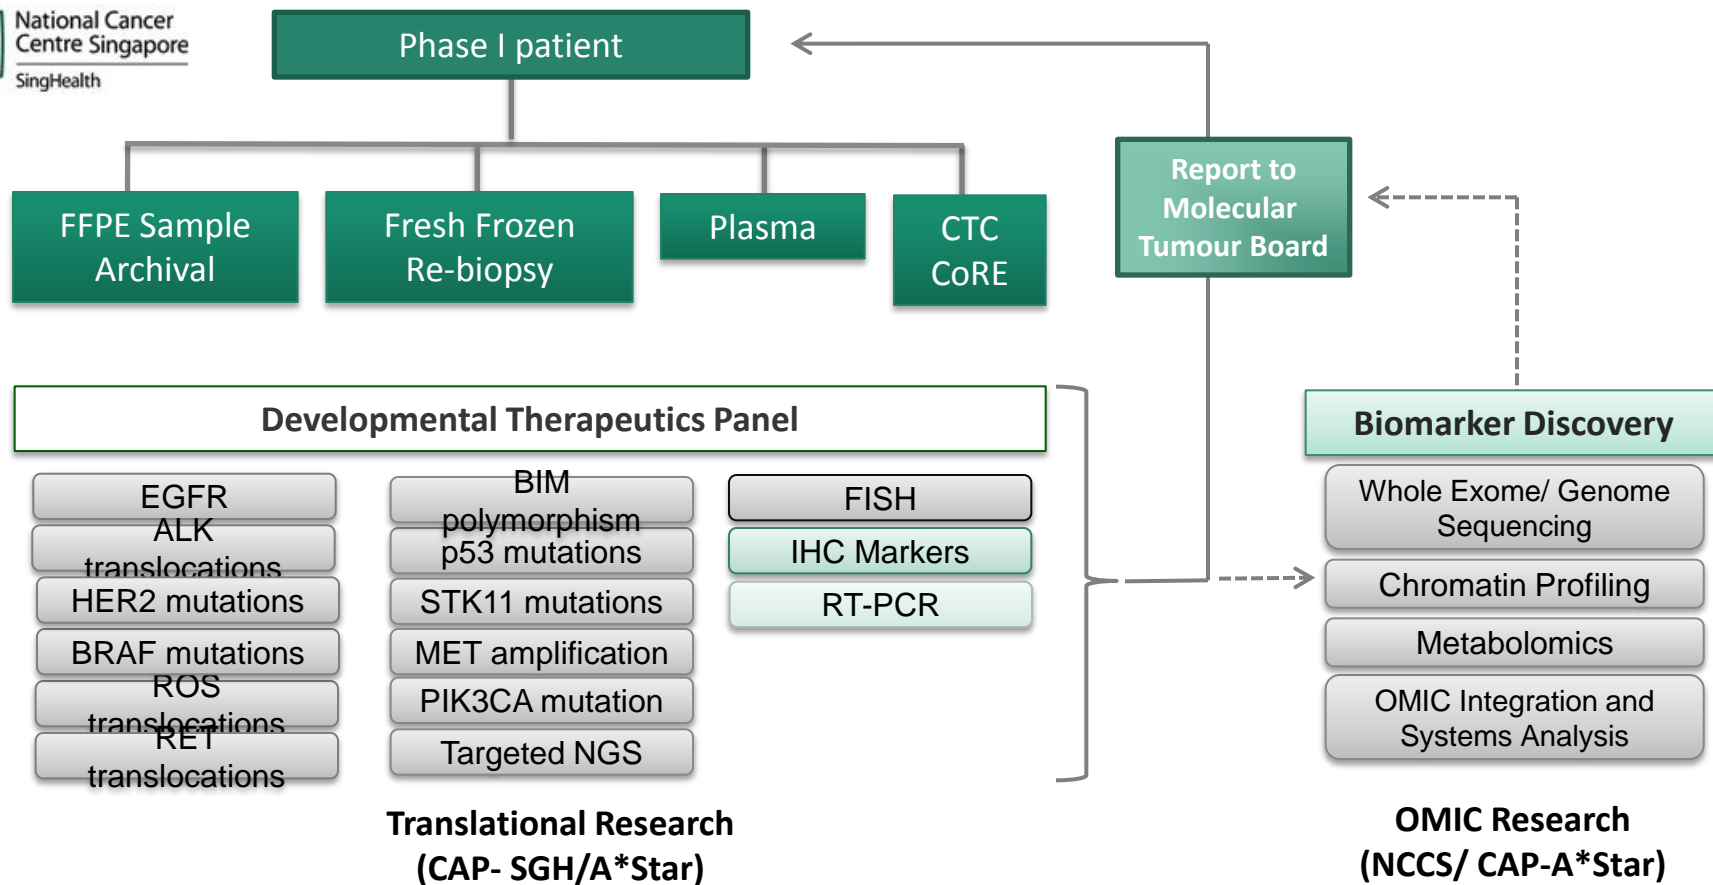 National Cancer
Centre Singapore
SingHealth
Phase I patient
Report to
Molecular
Tumour Board
FFPE Sample
Archival
Fresh Frozen
Re-biopsy
Plasma
CTC
CoRE
Developmental Therapeutics Panel
EGFR
ALK
translocations
HER2 mutations
BRAF mutations
ROS
translocations
RET
translocations
BIM
polymorphism
p53 mutations
STK11 mutations
MET amplification
PIK3CA mutation
Targeted NGS
FISH
IHC Markers
RT-PCR
Translational Research
(CAP- SGH/A*Star)
Biomarker Discovery
Whole Exome/ Genome
Sequencing
Chromatin Profiling
Metabolomics
OMIC Integration and
Systems Analysis
OMIC Research
(NCCS/ CAP-A*Star)